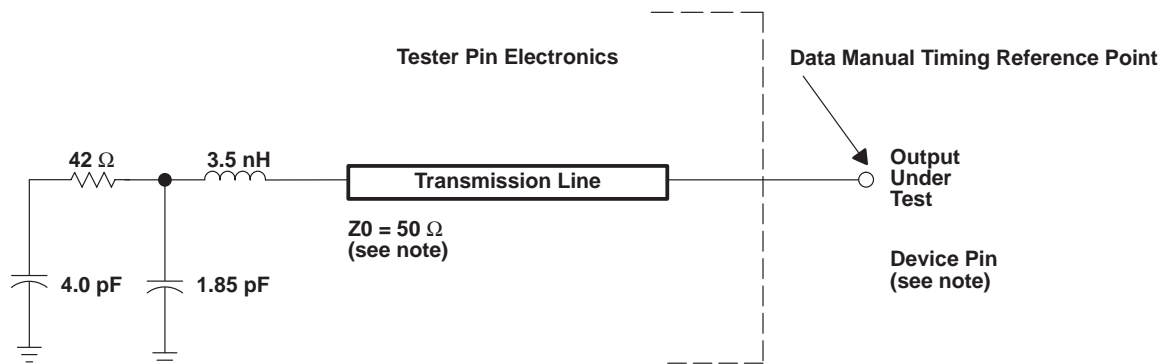 Tester Pin Electronics
Data Manual Timing Reference Point
42 Ω
3.5 nH
Transmission Line
Output
Under
Test
Z0 = 50 Ω
(see note)
Device Pin
(see note)
4.0 pF
1.85 pF